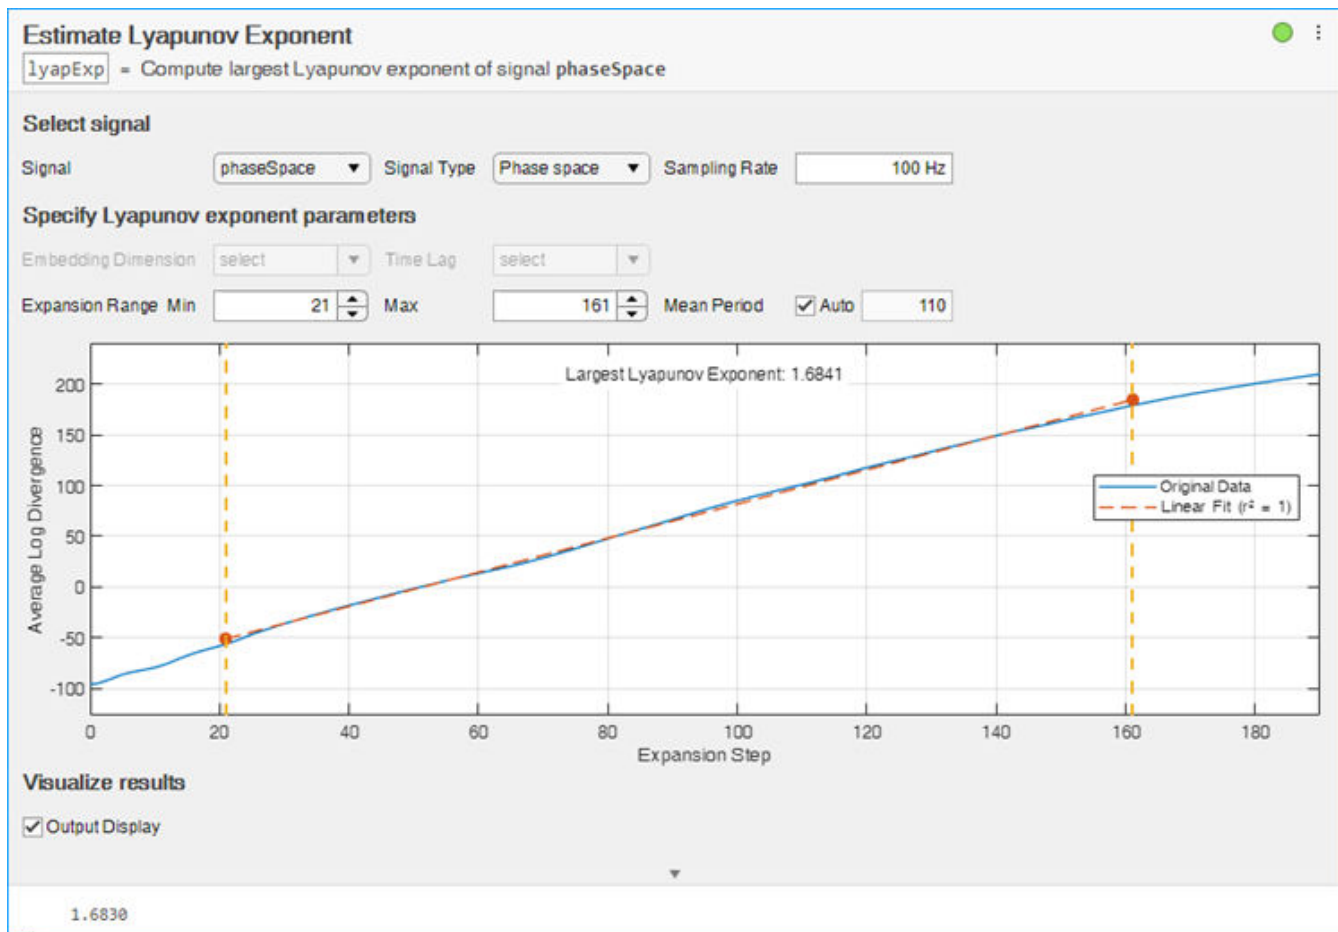 Estimate Lyapunov Exponent
lyapExp = Compute largest Lyapunov exponent of signal phaseSpace
Select signal
Signal phaseSpace Signal Type Phase space Sampling Rate 100 Hz
Specify Lyapunov exponent parameters
Embedding Dimension select Time Lag select
Expansion Range Min 21 Max 161 Mean Period Auto 110
Largest Lyapunov Exponent: 1.6841
200
150
100
50
0
-50
-100
Average Log Divergence
Original Data
Linear Fit (r² = 1)
0 20 40 60 80 100 120 140 160 180
Expansion Step
Visualize results
Output Display
1.6830